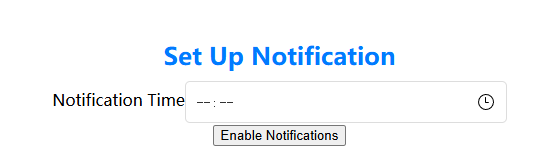 Set Up Notification
Notification Time --:--
Enable Notifications